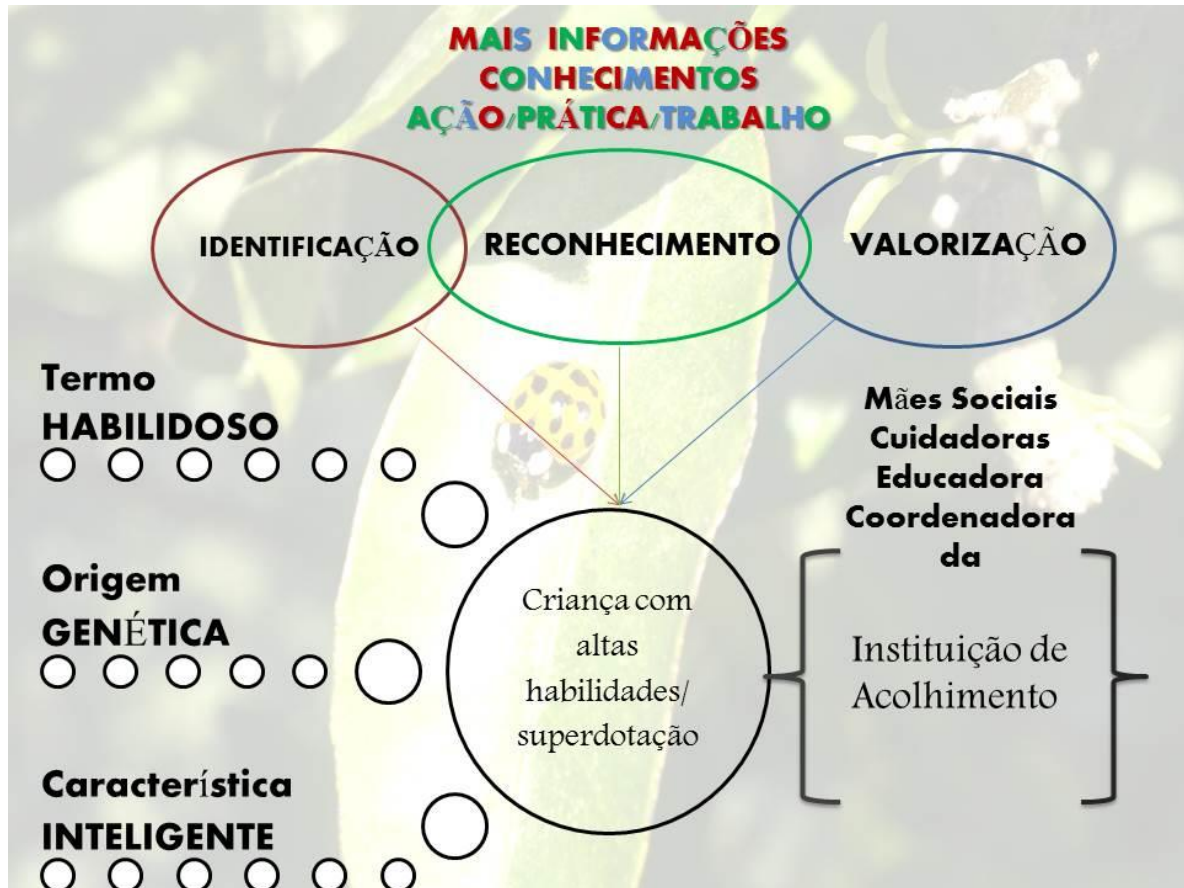 MAIS INFORMAÇÕES
CONHECIMENTOS
AÇÃO/PRÁTICA/TRABALHO
IDENTIFICAÇÃO
RECONHECIMENTO
VALORIZAÇÃO
Termo
HABILIDOSO
Origem
GENÉTICA
Característica
INTELIGENTE
Criança com
altas
habilidades/
superdotação
Mães Sociais
Cuidadoras
Educadora
Coordenadora
da
Instituição de
Acolhimento